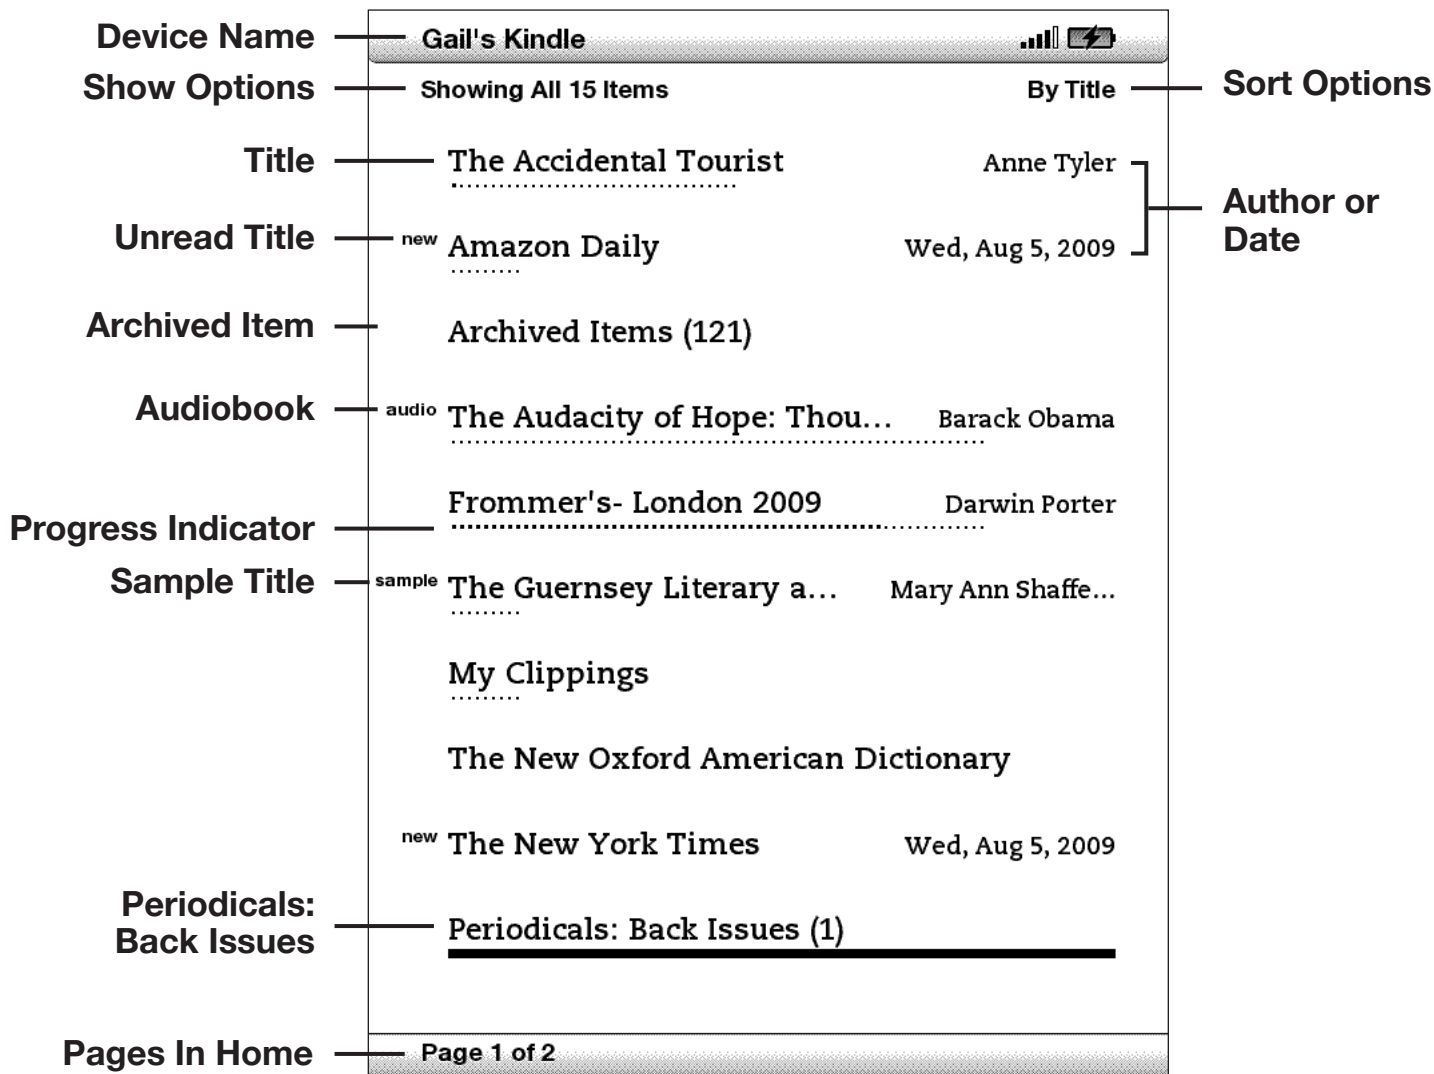 Device Name Gail's Kindle
Show Options Showing All 15 Items By Title Sort Options
Title The Accidental Tourist Anne Tyler
Author or
Date
Unread Title new Amazon Daily Wed, Aug 5, 2009
Archived Item Archived Items (121)
Audiobook audio The Audacity of Hope: Thou... Barack Obama
Frommer's- London 2009 Darwin Porter
Progress Indicator
Sample Title sample The Guernsey Literary a... Mary Ann Shaffe...
My Clippings
The New Oxford American Dictionary
new The New York Times Wed, Aug 5, 2009
Periodicals:
Back Issues
Periodicals: Back Issues (1)
Pages In Home Page 1 of 2